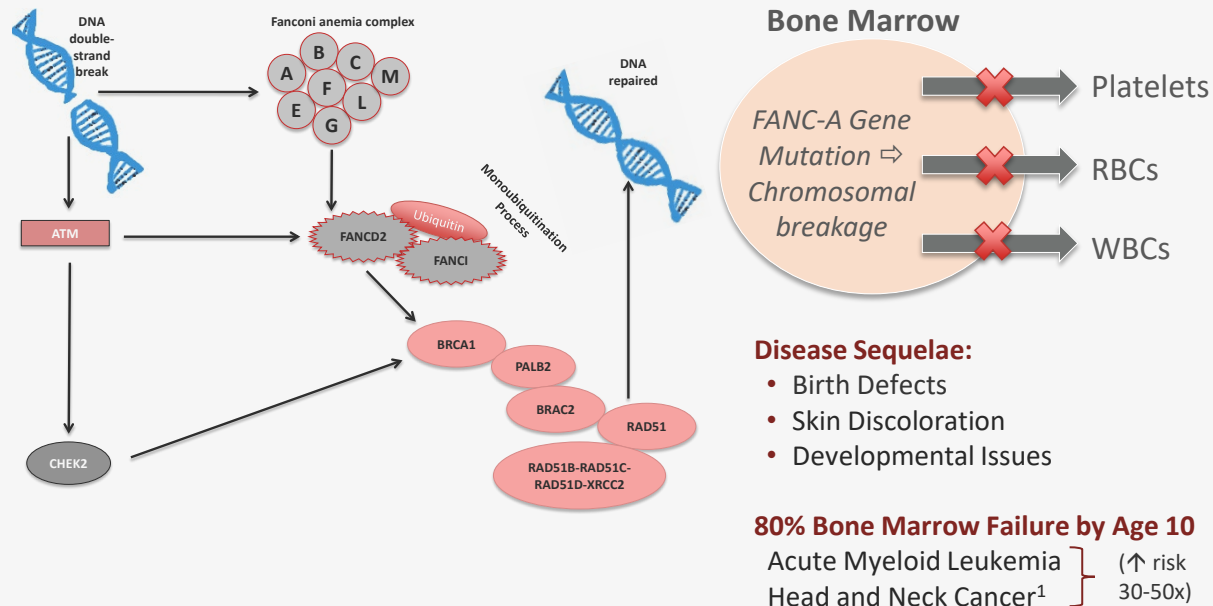 DNA
double-
strand
break
Fanconi anemia complex
A
B
C
M
E
F
L
G
DNA
repaired
ATM
FANCD2
Ubiquitin
FANCI
Monoubiquitination
Process
BRCA1
PALB2
BRAC2
RAD51
RAD51B-RAD51C-
RAD51D-XRCC2
CHEK2
Bone Marrow
FANC-A Gene
Mutation ⇨
Chromosomal
breakage
Platelets
RBCs
WBCs
Disease Sequelae:
• Birth Defects
• Skin Discoloration
• Developmental Issues
80% Bone Marrow Failure by Age 10
Acute Myeloid Leukemia
Head and Neck Cancer¹
(↑ risk
30-50x)